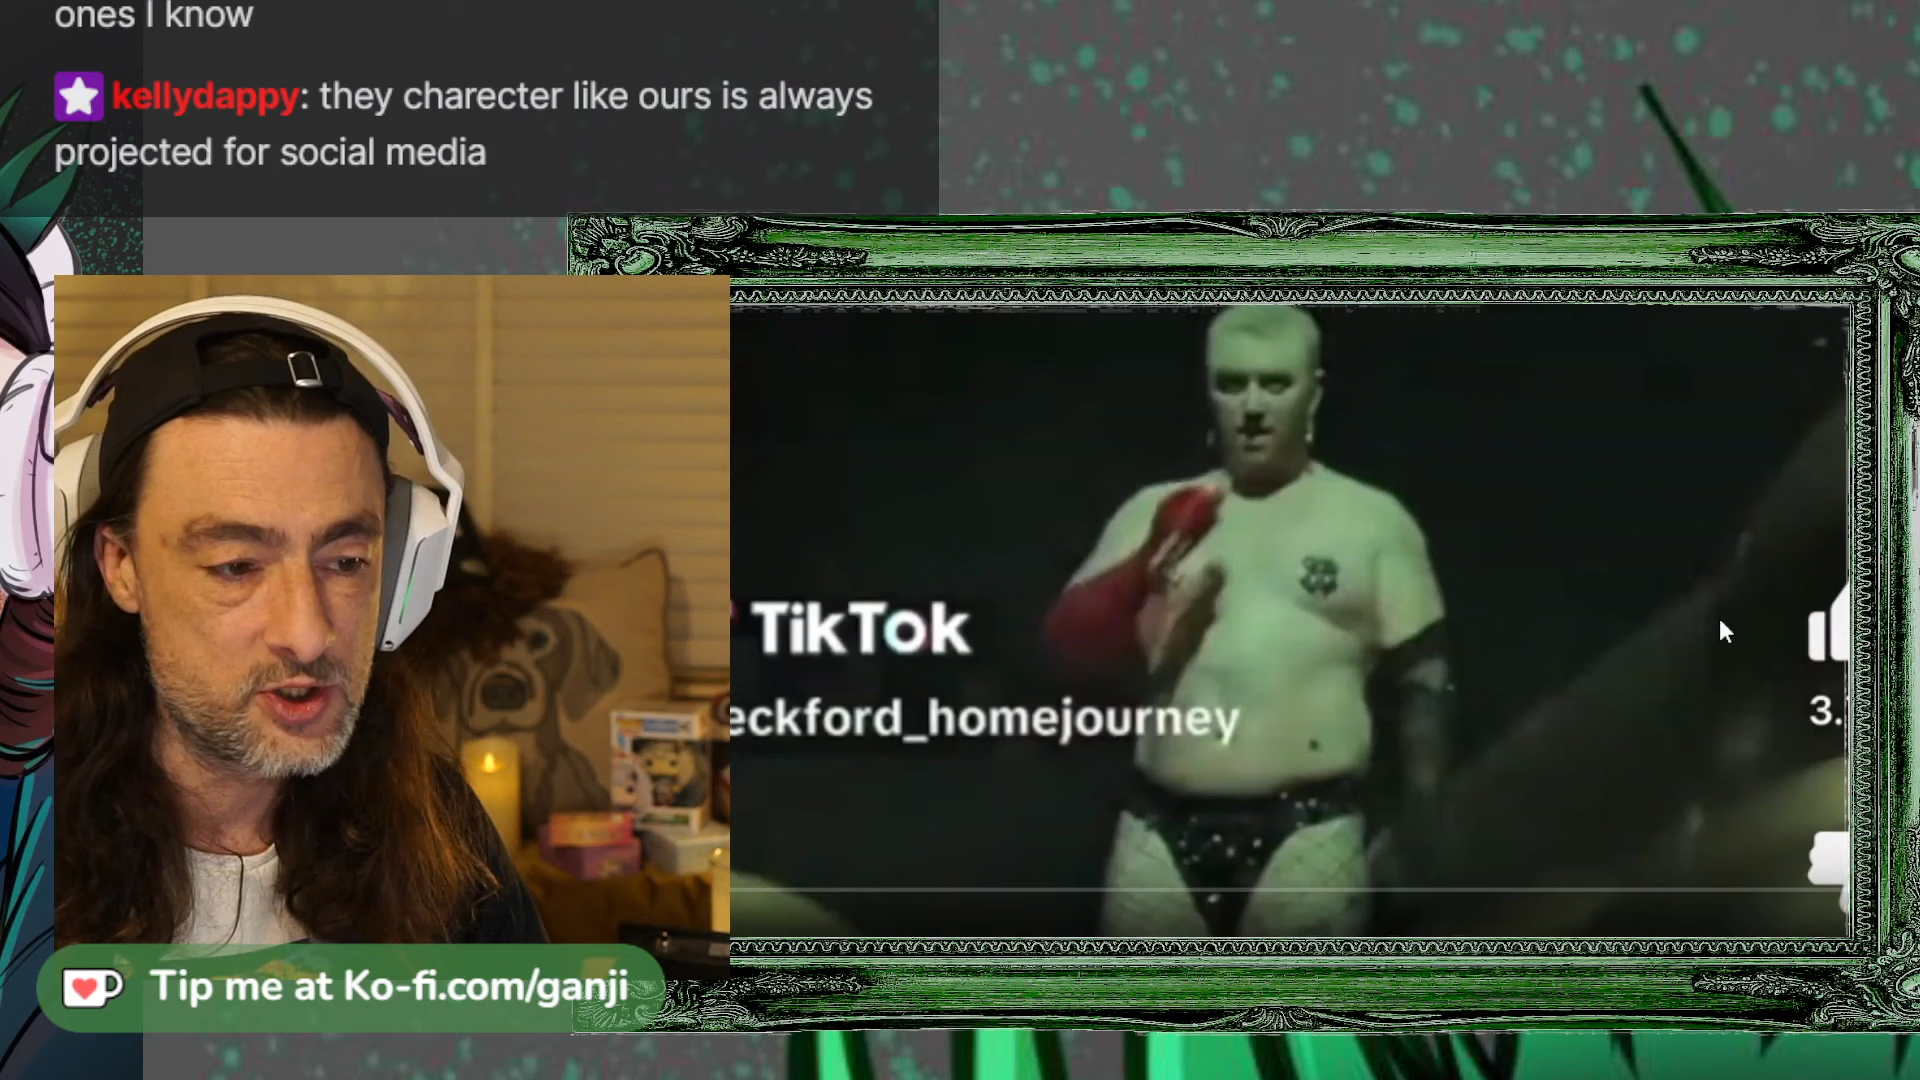 ones I know
kellydappy: they charecter like ours is always
projected for social media
TikTok
eckford_homejourney
3.
Tip me at Ko-fi.com/ganji